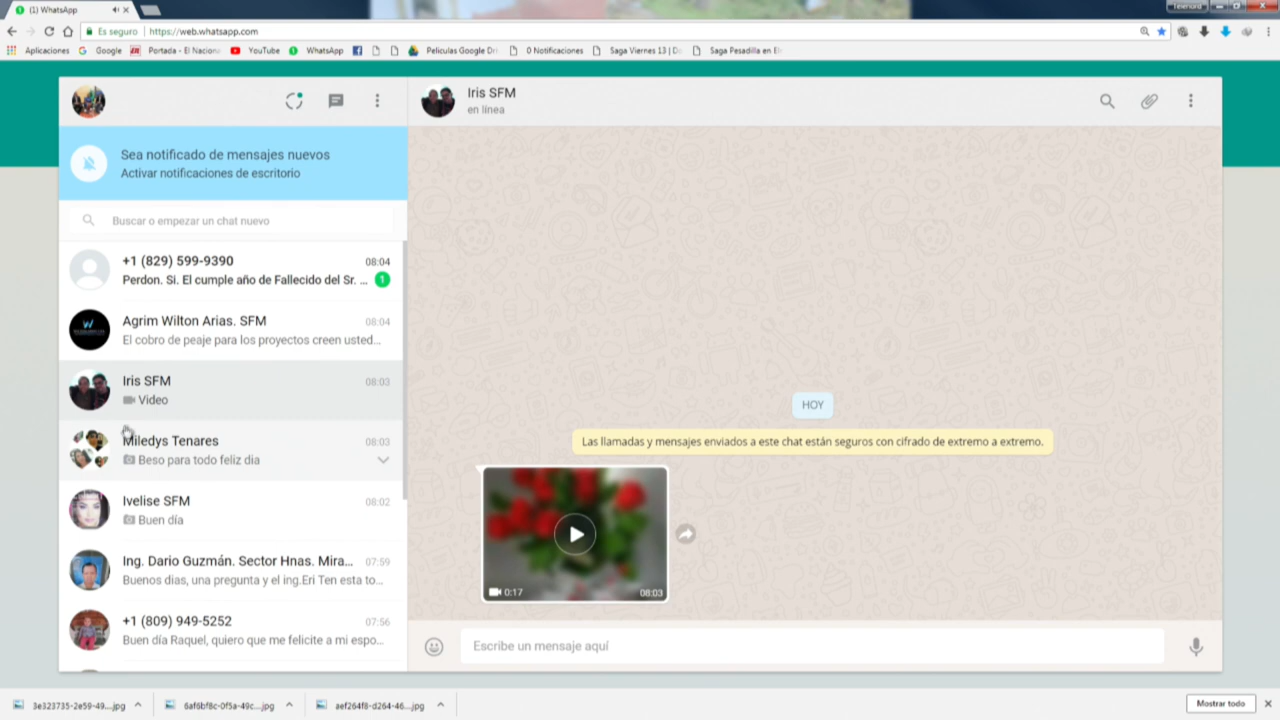 (1) WhatsApp
Telenord
Es seguro | https://web.whatsapp.com
Aplicaciones Google Portada - El Naciona YouTube WhatsApp Peliculas Google Dri 0 Notificaciones Saga Viernes 13 | Do Saga Pesadilla en El
Sea notificado de mensajes nuevos
Activar notificaciones de escritorio
Buscar o empezar un chat nuevo
+1 (829) 599-9390 08:04
Perdon. Si. El cumple año de Fallecido del Sr. ... 1
Agrim Wilton Arias. SFM 08:04
El cobro de peaje para los proyectos creen usted...
Iris SFM 08:03
Video
Miledys Tenares 08:03
Beso para todo feliz dia
Ivelise SFM 08:02
Buen día
Ing. Dario Guzmán. Sector Hnas. Mira... 07:59
Buenos dias, una pregunta y el ing.Eri Ten esta to...
+1 (809) 949-5252 07:56
Buen día Raquel, quiero que me felicite a mi espo...
Iris SFM
en línea
HOY
Las llamadas y mensajes enviados a este chat están seguros con cifrado de extremo a extremo.
0:17 08:03
Escribe un mensaje aquí
3e323735-2e59-49....jpg 6af6bf8c-0f5a-49c....jpg aef264f8-d264-46....jpg Mostrar todo